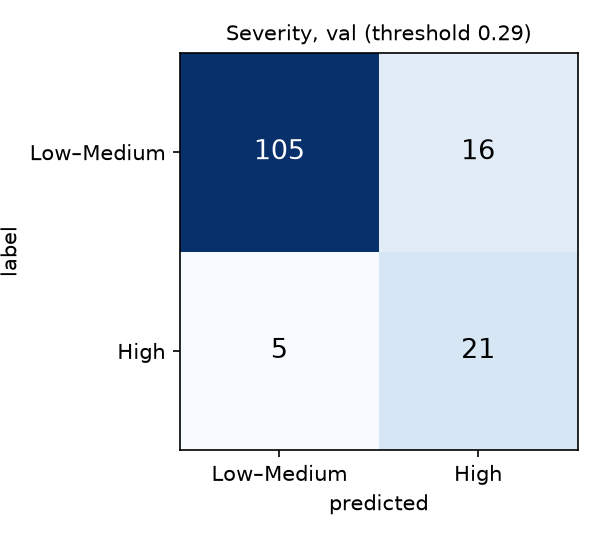 Severity, val (threshold 0.29)
label
Low–Medium
105
16
High
5
21
Low–Medium
High
predicted